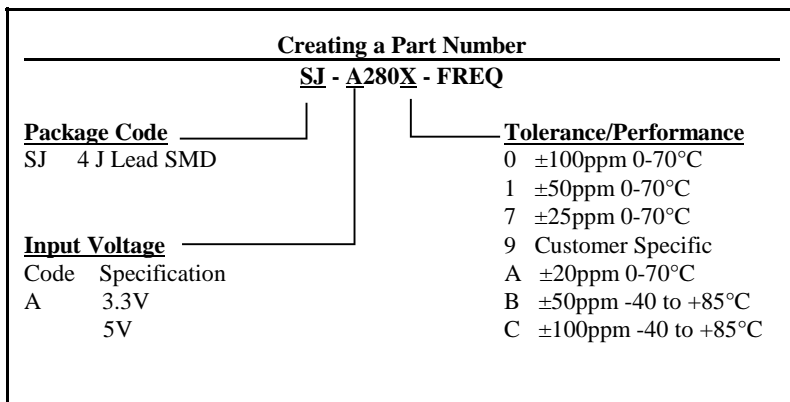 Creating a Part Number
SJ - A280X - FREQ
Package Code
SJ 4 J Lead SMD
Input Voltage
Code Specification
A 3.3V
5V
Tolerance/Performance
0 ±100ppm 0-70°C
1 ±50ppm 0-70°C
7 ±25ppm 0-70°C
9 Customer Specific
A ±20ppm 0-70°C
B ±50ppm -40 to +85°C
C ±100ppm -40 to +85°C